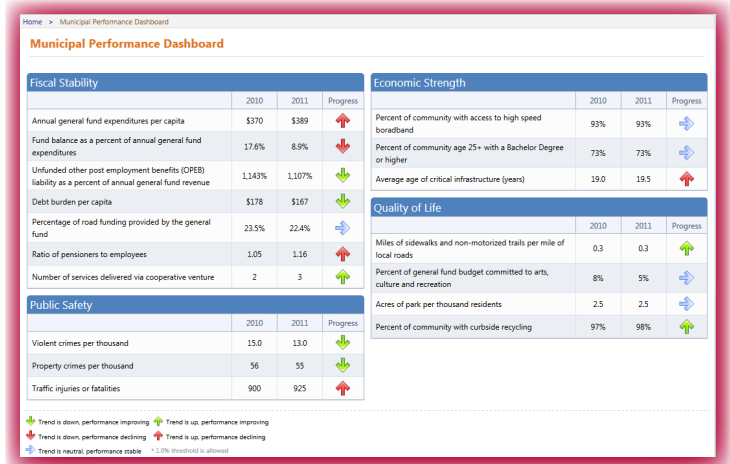 Home > Municipal Performance Dashboard
Municipal Performance Dashboard
Fiscal Stability
2010 2011 Progress
Annual general fund expenditures per capita $370 $389
Fund balance as a percent of annual general fund
expenditures 17.6% 8.9%
Unfunded other post employment benefits (OPEB)
liability as a percent of annual general fund revenue 1,143% 1,107%
Debt burden per capita $178 $167
Percentage of road funding provided by the general
fund 23.5% 22.4%
Ratio of pensioners to employees 1.05 1.16
Number of services delivered via cooperative venture 2 3
Public Safety
2010 2011 Progress
Violent crimes per thousand 15.0 13.0
Property crimes per thousand 56 55
Traffic injuries or fatalities 900 925
Economic Strength
2010 2011 Progress
Percent of community with access to high speed
boradband 93% 93%
Percent of community age 25+ with a Bachelor Degree
or higher 73% 73%
Average age of critical infrastructure (years) 19.0 19.5
Quality of Life
2010 2011 Progress
Miles of sidewalks and non-motorized trails per mile of
local roads 0.3 0.3
Percent of general fund budget committed to arts,
culture and recreation 8% 5%
Acres of park per thousand residents 2.5 2.5
Percent of community with curbside recycling 97% 98%
Trend is down, performance improving Trend is up, performance improving
Trend is down, performance declining Trend is up, performance declining
Trend is neutral, performance stable * 1.0% threshold is allowed